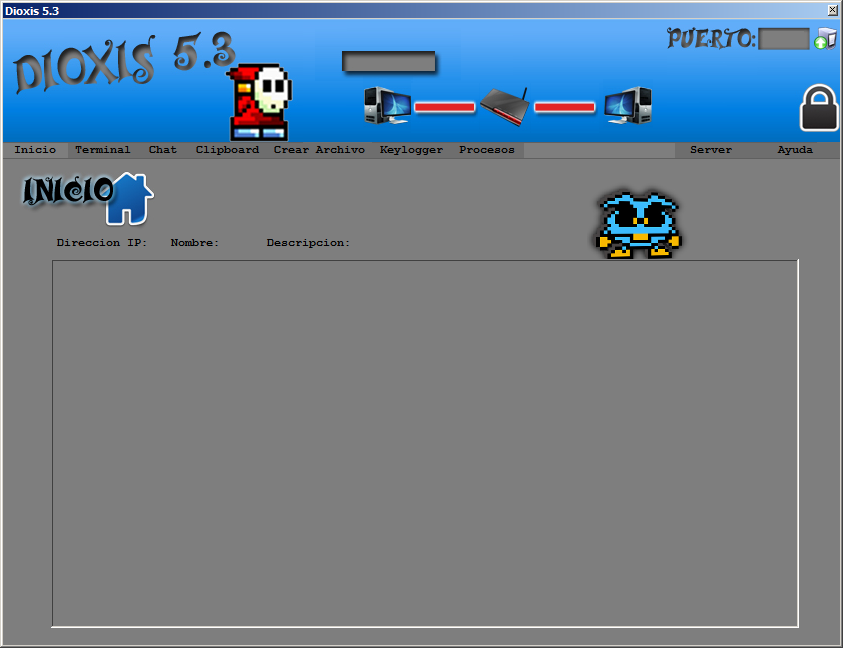 Dioxis 5.3
DIOXIS 5.3
PUERTO:
Inicio Terminal Chat Clipboard Crear Archivo Keylogger Procesos Server Ayuda
INICIO
Direccion IP: Nombre: Descripcion: